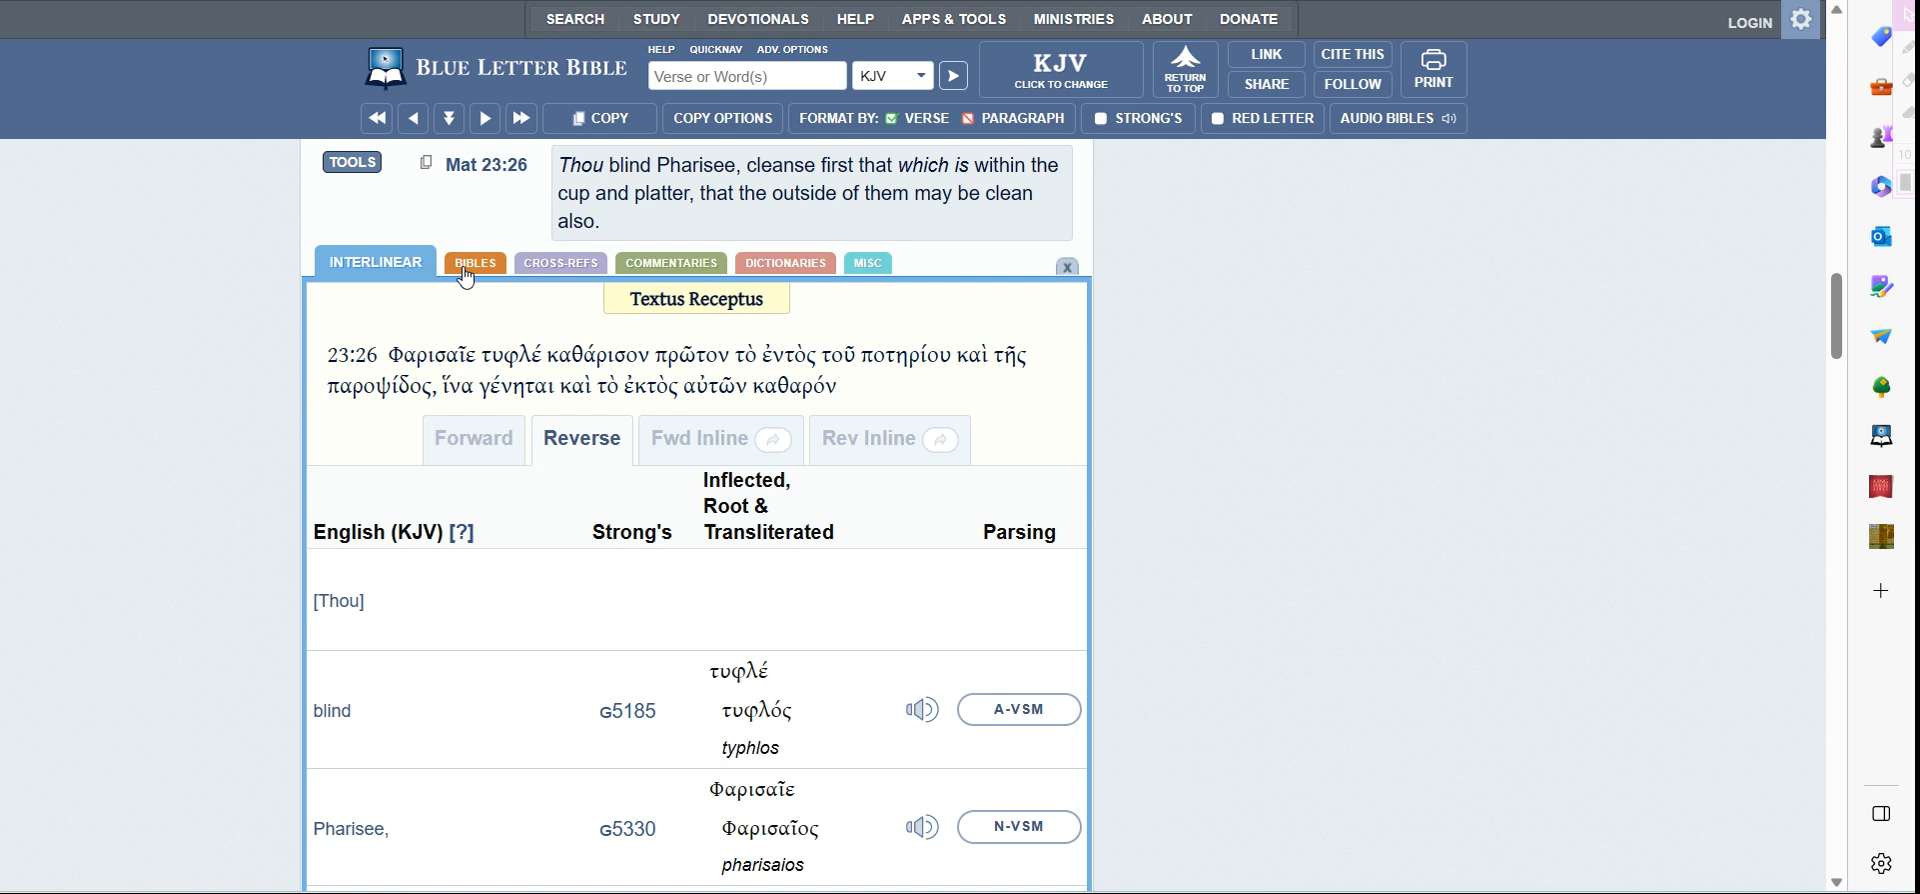 SEARCH STUDY DEVOTIONALS HELP APPS & TOOLS MINISTRIES ABOUT DONATE
LOGIN
HELP QUICKNAV ADV. OPTIONS
BLUE LETTER BIBLE
Verse or Word(s)
KJV
KJV
CLICK TO CHANGE
RETURN
TO TOP
LINK
SHARE
CITE THIS
FOLLOW
PRINT
COPY COPY OPTIONS FORMAT BY: VERSE PARAGRAPH STRONG'S RED LETTER AUDIO BIBLES
TOOLS
Mat 23:26
Thou blind Pharisee, cleanse first that which is within the
cup and platter, that the outside of them may be clean
also.
INTERLINEAR BIBLES CROSS-REFS COMMENTARIES DICTIONARIES MISC
X
Textus Receptus
23:26 Φαρισαῖε τυφλέ καθάρισον πρῶτον τὸ ἐντὸς τοῦ ποτηρίου καὶ τῆς
παροψίδος, ἵνα γένηται καὶ τὸ ἐκτὸς αὐτῶν καθαρόν
Forward Reverse Fwd Inline Rev Inline
English (KJV) [?]
Strong's
Inflected,
Root &
Transliterated
Parsing
[Thou]
blind
G5185
τυφλέ
τυφλός
typhlos
A-VSM
Pharisee,
G5330
Φαρισαῖε
Φαρισαῖος
pharisaios
N-VSM
10